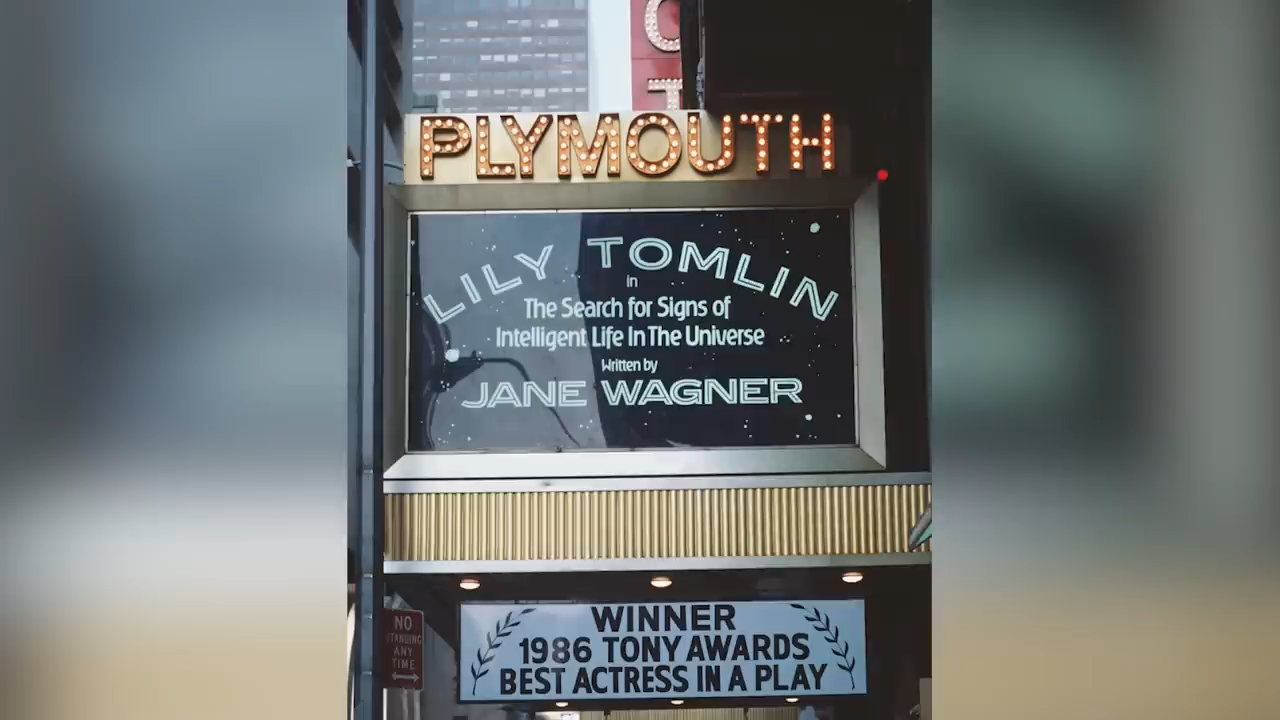 PLYMOUTH
LILY TOMLIN
in
The Search for Signs of
Intelligent Life In The Universe
Written by
JANE WAGNER
WINNER
1986 TONY AWARDS
BEST ACTRESS IN A PLAY
NO
STANDING
ANY
TIME